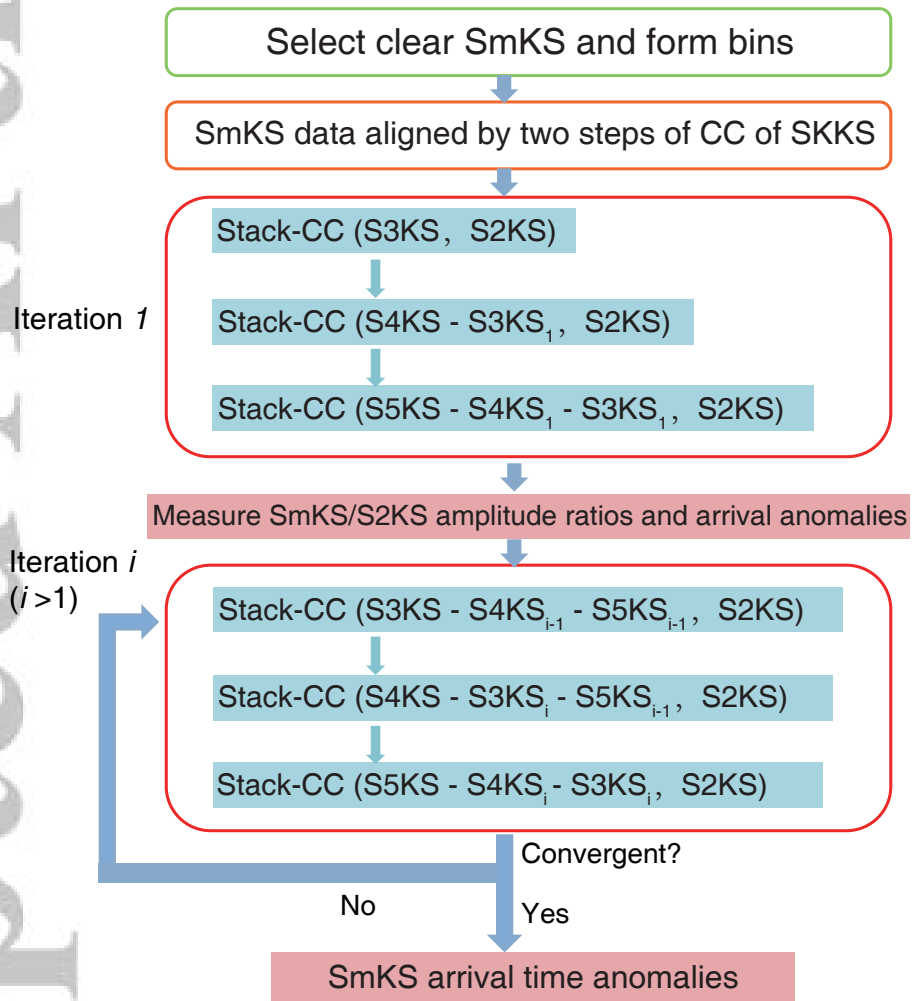 Select clear SmKS and form bins
SmKS data aligned by two steps of CC of SKKS
Stack-CC (S3KS, S2KS)
Iteration 1
Stack-CC (S4KS - S3KS₁, S2KS)
Stack-CC (S5KS - S4KS₁ - S3KS₁, S2KS)
Measure SmKS/S2KS amplitude ratios and arrival anomalies
Iteration i
(i >1)
Stack-CC (S3KS - S4KSᵢ₋₁ - S5KSᵢ₋₁, S2KS)
Stack-CC (S4KS - S3KSᵢ - S5KSᵢ₋₁, S2KS)
Stack-CC (S5KS - S4KSᵢ - S3KSᵢ, S2KS)
Convergent?
No
Yes
SmKS arrival time anomalies